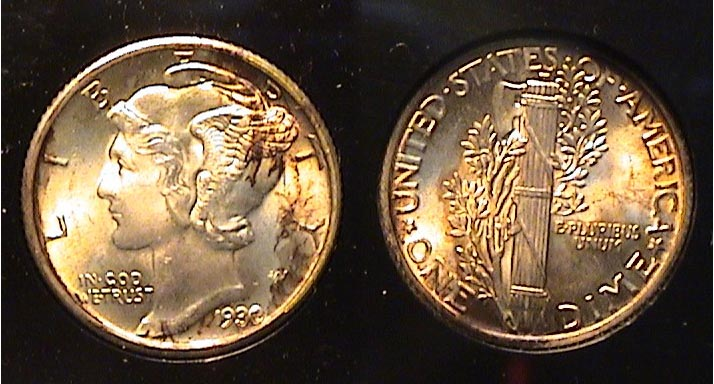 LIBERTY
IN·GOD
WE TRUST
1930
UNITED·STATES·OF·AMERICA
E·PLURIBUS
UNUM
ONE DIME